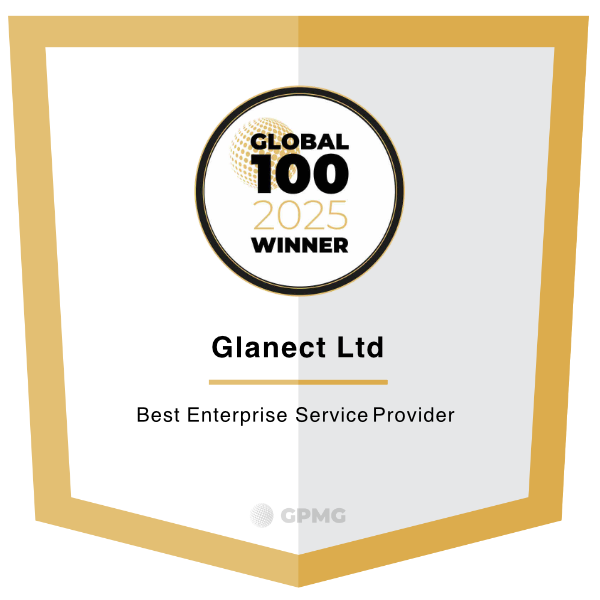 GLOBAL
100
2025
WINNER
Glanect Ltd
Best Enterprise Service Provider
GPMG